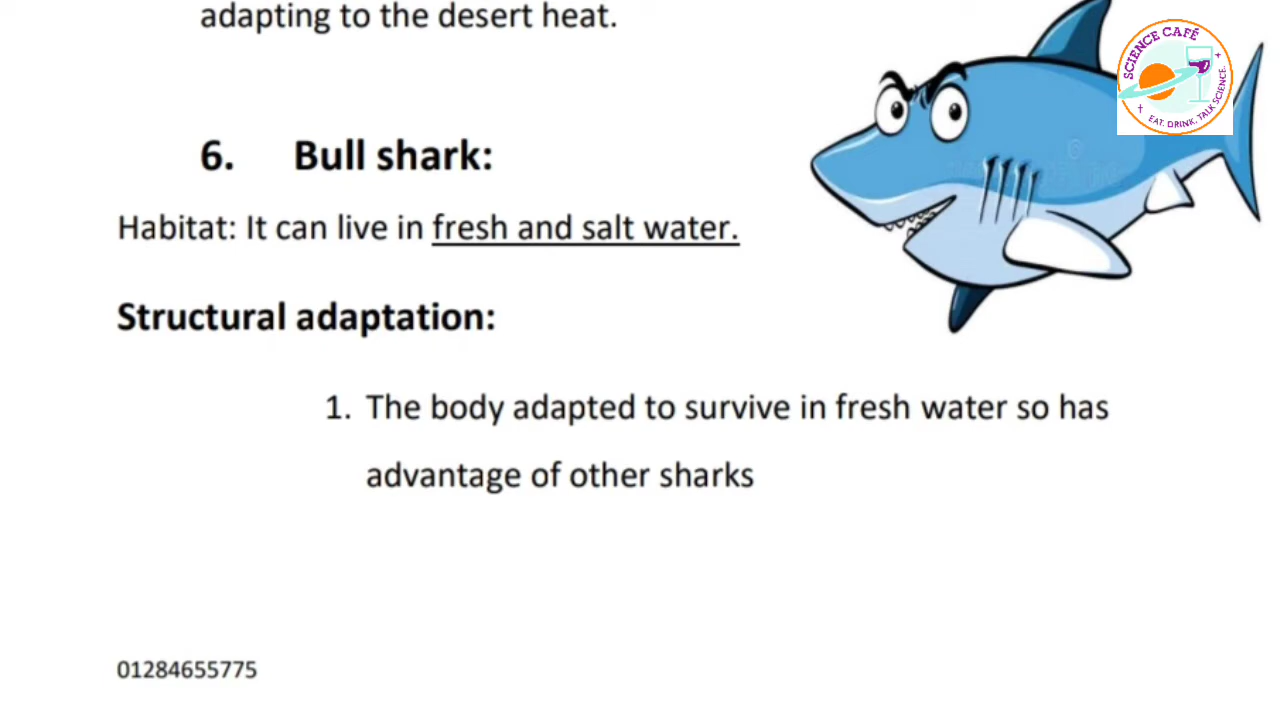 adapting to the desert heat.
SCIENCE CAFÉ
EAT. DRINK. TALK SCIENCE.
6. Bull shark:
Habitat: It can live in fresh and salt water.
Structural adaptation:
1. The body adapted to survive in fresh water so has
advantage of other sharks
01284655775